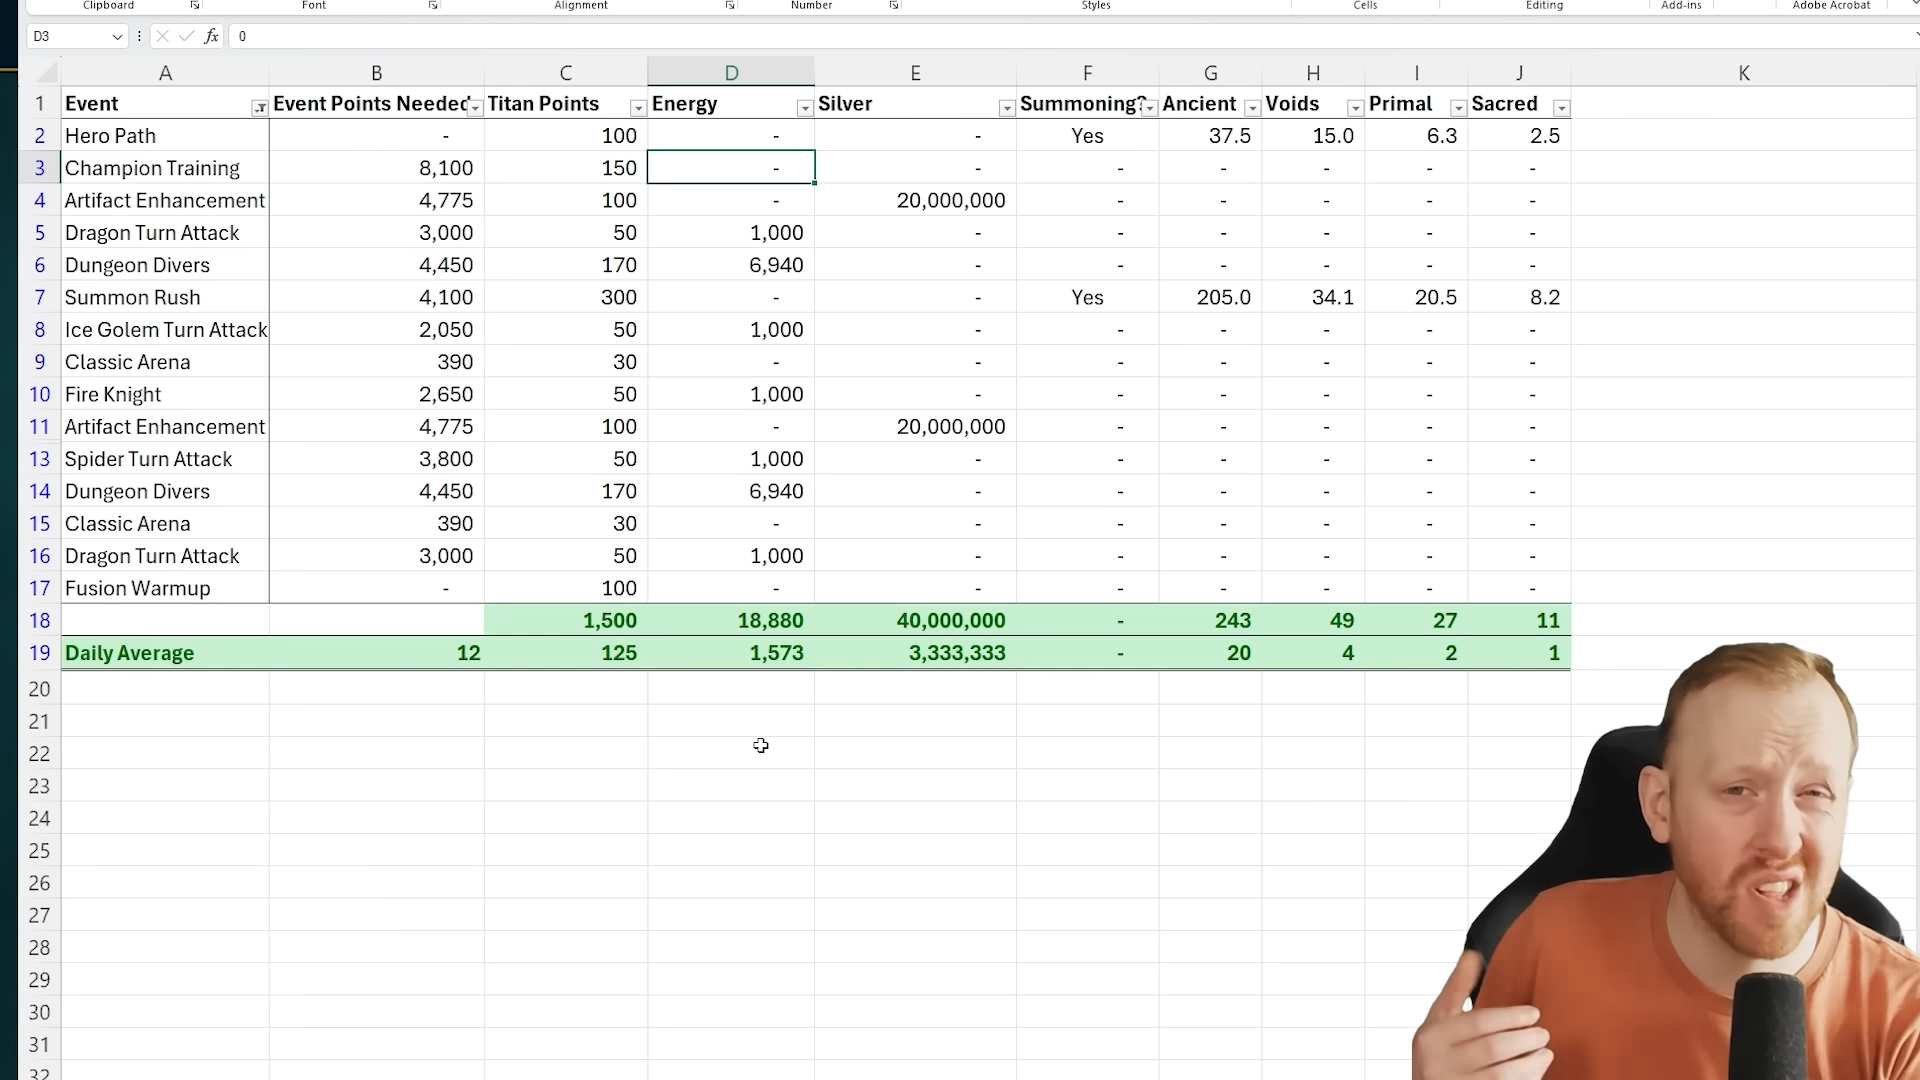 Clipboard Font Alignment Number Styles Cells Editing Add-ins Adobe Acrobat
D3 fx 0
A B C D E F G H I J K
1 Event Event Points Needed Titan Points Energy Silver Summoning? Ancient Voids Primal Sacred
2 Hero Path - 100 - - Yes 37.5 15.0 6.3 2.5
3 Champion Training 8,100 150 - - - - - - -
4 Artifact Enhancement 4,775 100 - 20,000,000 - - - - -
5 Dragon Turn Attack 3,000 50 1,000 - - - - - -
6 Dungeon Divers 4,450 170 6,940 - - - - - -
7 Summon Rush 4,100 300 - - Yes 205.0 34.1 20.5 8.2
8 Ice Golem Turn Attack 2,050 50 1,000 - - - - - -
9 Classic Arena 390 30 - - - - - - -
10 Fire Knight 2,650 50 1,000 - - - - - -
11 Artifact Enhancement 4,775 100 - 20,000,000 - - - - -
13 Spider Turn Attack 3,800 50 1,000 - - - - - -
14 Dungeon Divers 4,450 170 6,940 - - - - - -
15 Classic Arena 390 30 - - - - - - -
16 Dragon Turn Attack 3,000 50 1,000 - - - - - -
17 Fusion Warmup - 100 - - - - - - -
18 1,500 18,880 40,000,000 - 243 49 27 11
19 Daily Average 12 125 1,573 3,333,333 - 20 4 2 1
20
21
22
23
24
25
26
27
28
29
30
31
32